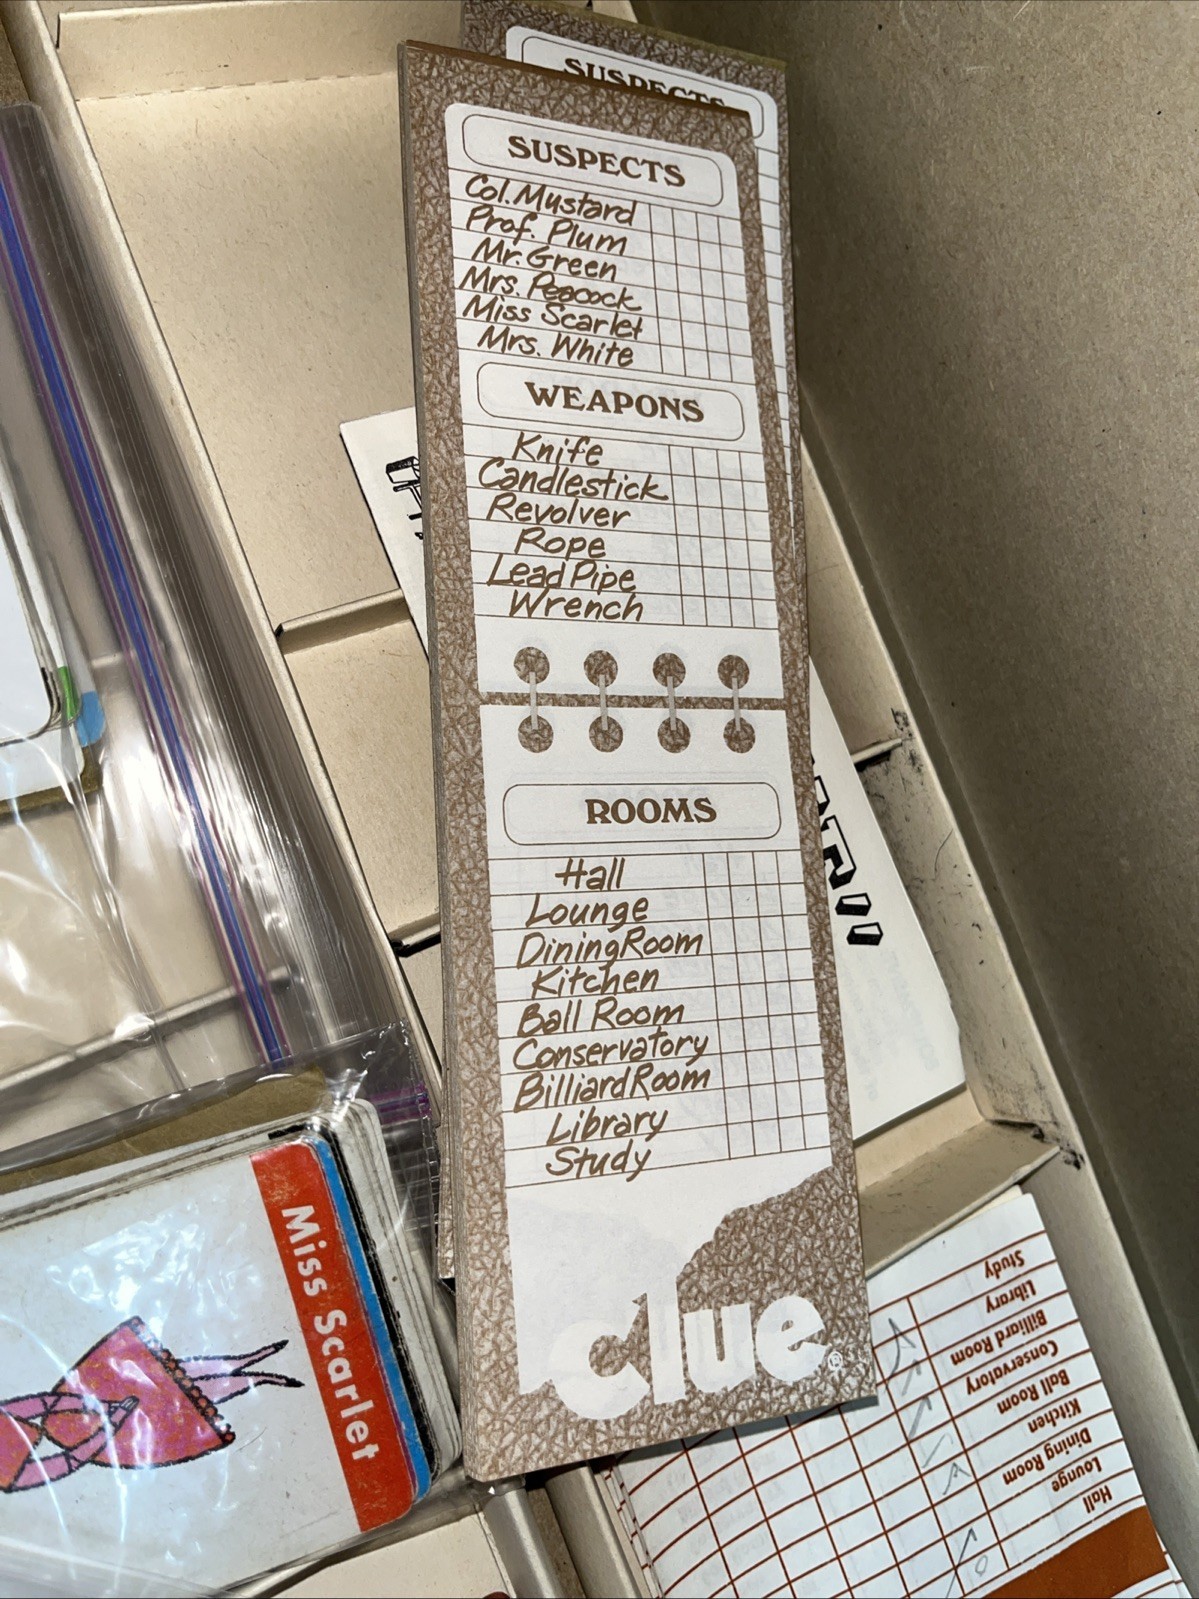 SUSPECTS
SUSPECTS
Col. Mustard
Prof. Plum
Mr. Green
Mrs. Peacock
Miss Scarlet
Mrs. White
WEAPONS
Knife
Candlestick
Revolver
Rope
Lead Pipe
Wrench
ROOMS
Hall
Lounge
Dining Room
Kitchen
Ball Room
Conservatory
Billiard Room
Library
Study
Clue®
Miss Scarlet
Hall
Lounge
Dining Room
Kitchen
Ball Room
Conservatory
Billiard Room
Library
Study